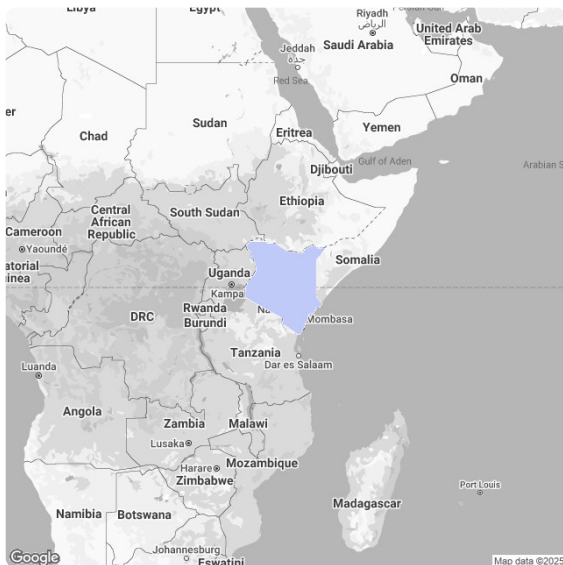 Libya
Egypt
Riyadh
الرياض
Persian Gulf
United Arab
Emirates
Jeddah
جدة
Saudi Arabia
Oman
Red Sea
er
Chad
Sudan
Eritrea
Yemen
Arabian S
Gulf of Aden
Djibouti
Ethiopia
Central
African
Republic
South Sudan
Cameroon
Yaoundé
atorial
inea
Somalia
Uganda
Kampa
Na
Mombasa
Rwanda
Burundi
DRC
Tanzania
Dar es Salaam
Luanda
Angola
Zambia
Malawi
Lusaka
Mozambique
Harare
Zimbabwe
Madagascar
Port Louis
Namibia
Botswana
Johannesburg
Eswatini
Google
Map data ©2025